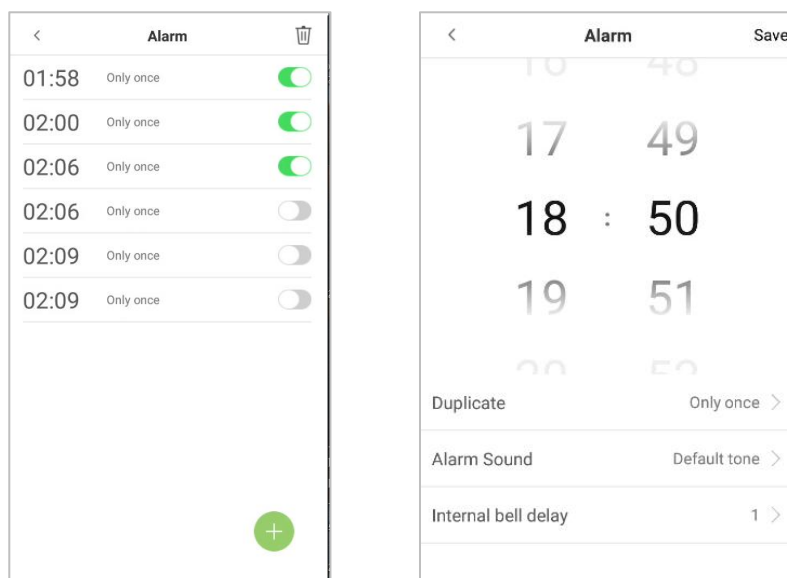 Alarm
01:58 Only once
02:00 Only once
02:06 Only once
02:06 Only once
02:09 Only once
02:09 Only once
Alarm Save
17 49
18 : 50
19 51
Duplicate Only once
Alarm Sound Default tone
Internal bell delay 1